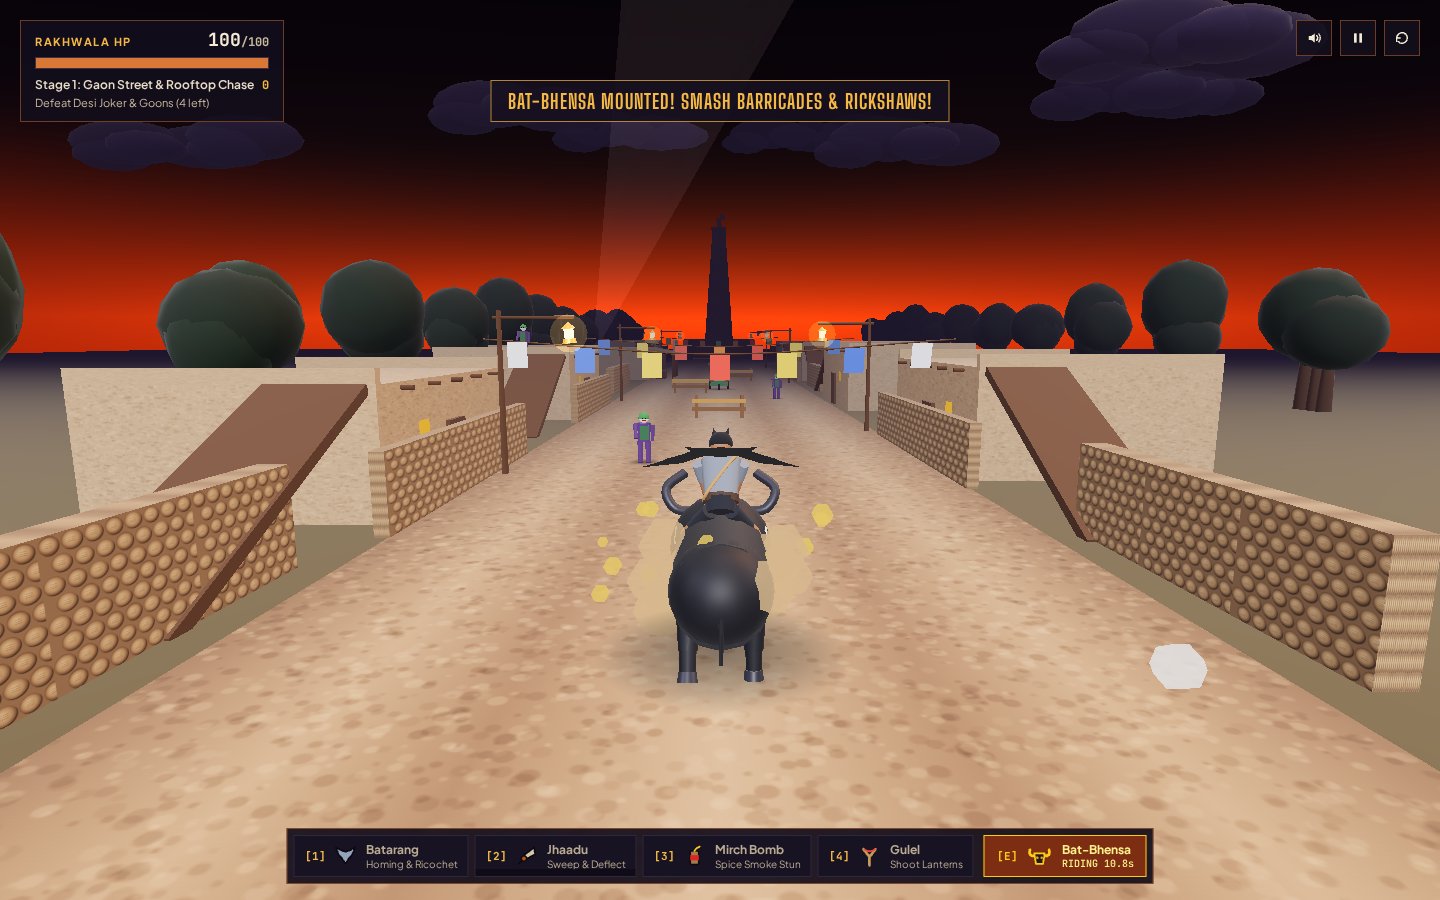 RAKHWALA HP 100/100
Stage 1: Gaon Street & Rooftop Chase 0
Defeat Desi Joker & Goons (4 left)
BAT-BHENSA MOUNTED! SMASH BARRICADES & RICKSHAWS!
[1] Batarang
Homing & Ricochet
[2] Jhaadu
Sweep & Deflect
[3] Mirch Bomb
Spice Smoke Stun
[4] Gulel
Shoot Lanterns
[E] Bat-Bhensa
RIDING 10.8s